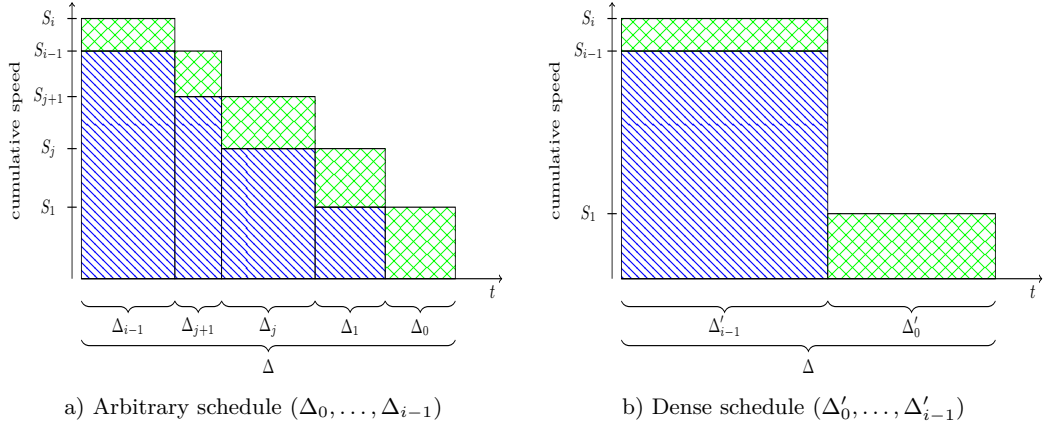 cumulative speed
S_i
S_{i−1}
S_{j+1}
S_j
S_1
t
Δ_{i−1}
Δ_{j+1}
Δ_j
Δ_1
Δ_0
Δ
a) Arbitrary schedule (Δ_0, . . . , Δ_{i−1})
cumulative speed
S_i
S_{i−1}
S_1
t
Δ′_{i−1}
Δ′_0
Δ
b) Dense schedule (Δ′_0, . . . , Δ′_{i−1})